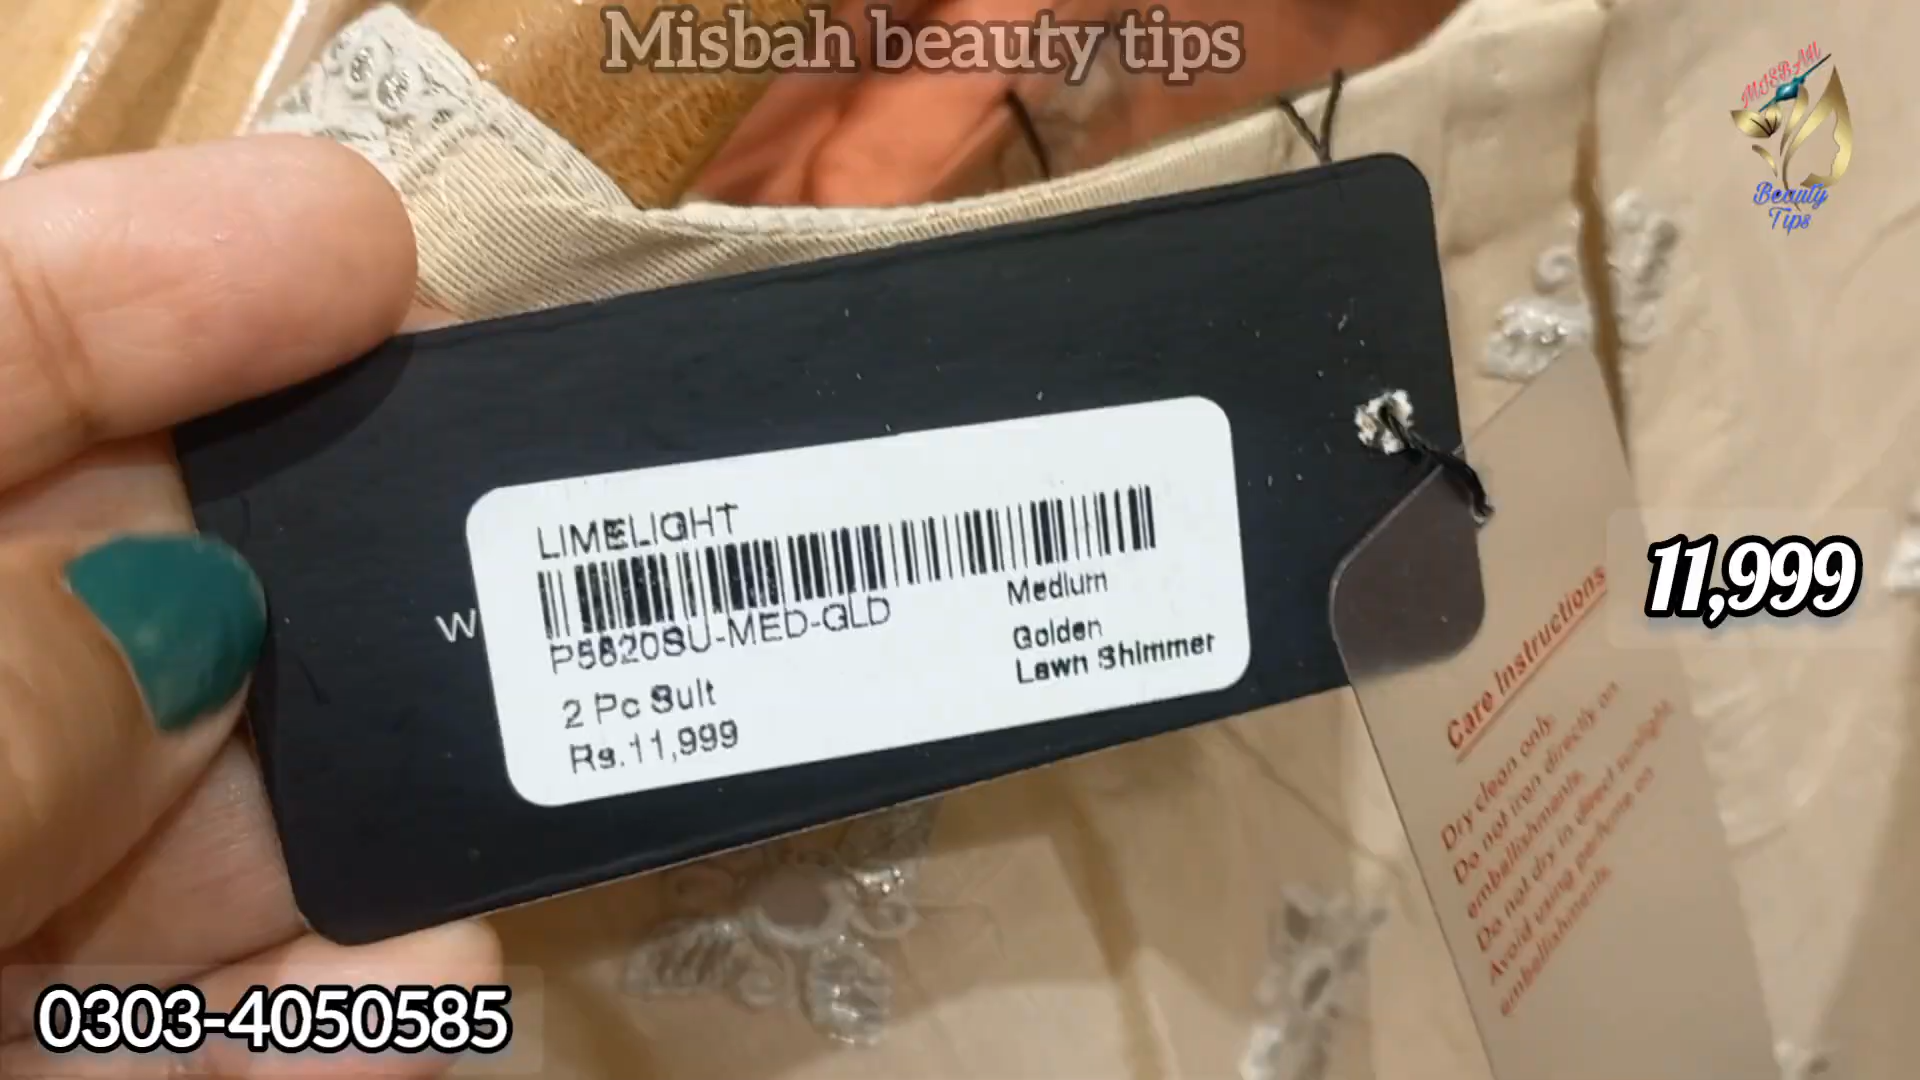 Misbah beauty tips
MISBAH
Beauty
Tips
LIMELIGHT
P5620SU-MED-GLD
Medium
Golden
Lawn Shimmer
2 Pc Suit
Rs.11,999
W
11,999
Care Instructions
Dry clean only.
Do not iron directly on
embellishments.
Do not dry in direct sunlight.
Avoid using perfume on
embellishments.
0303-4050585